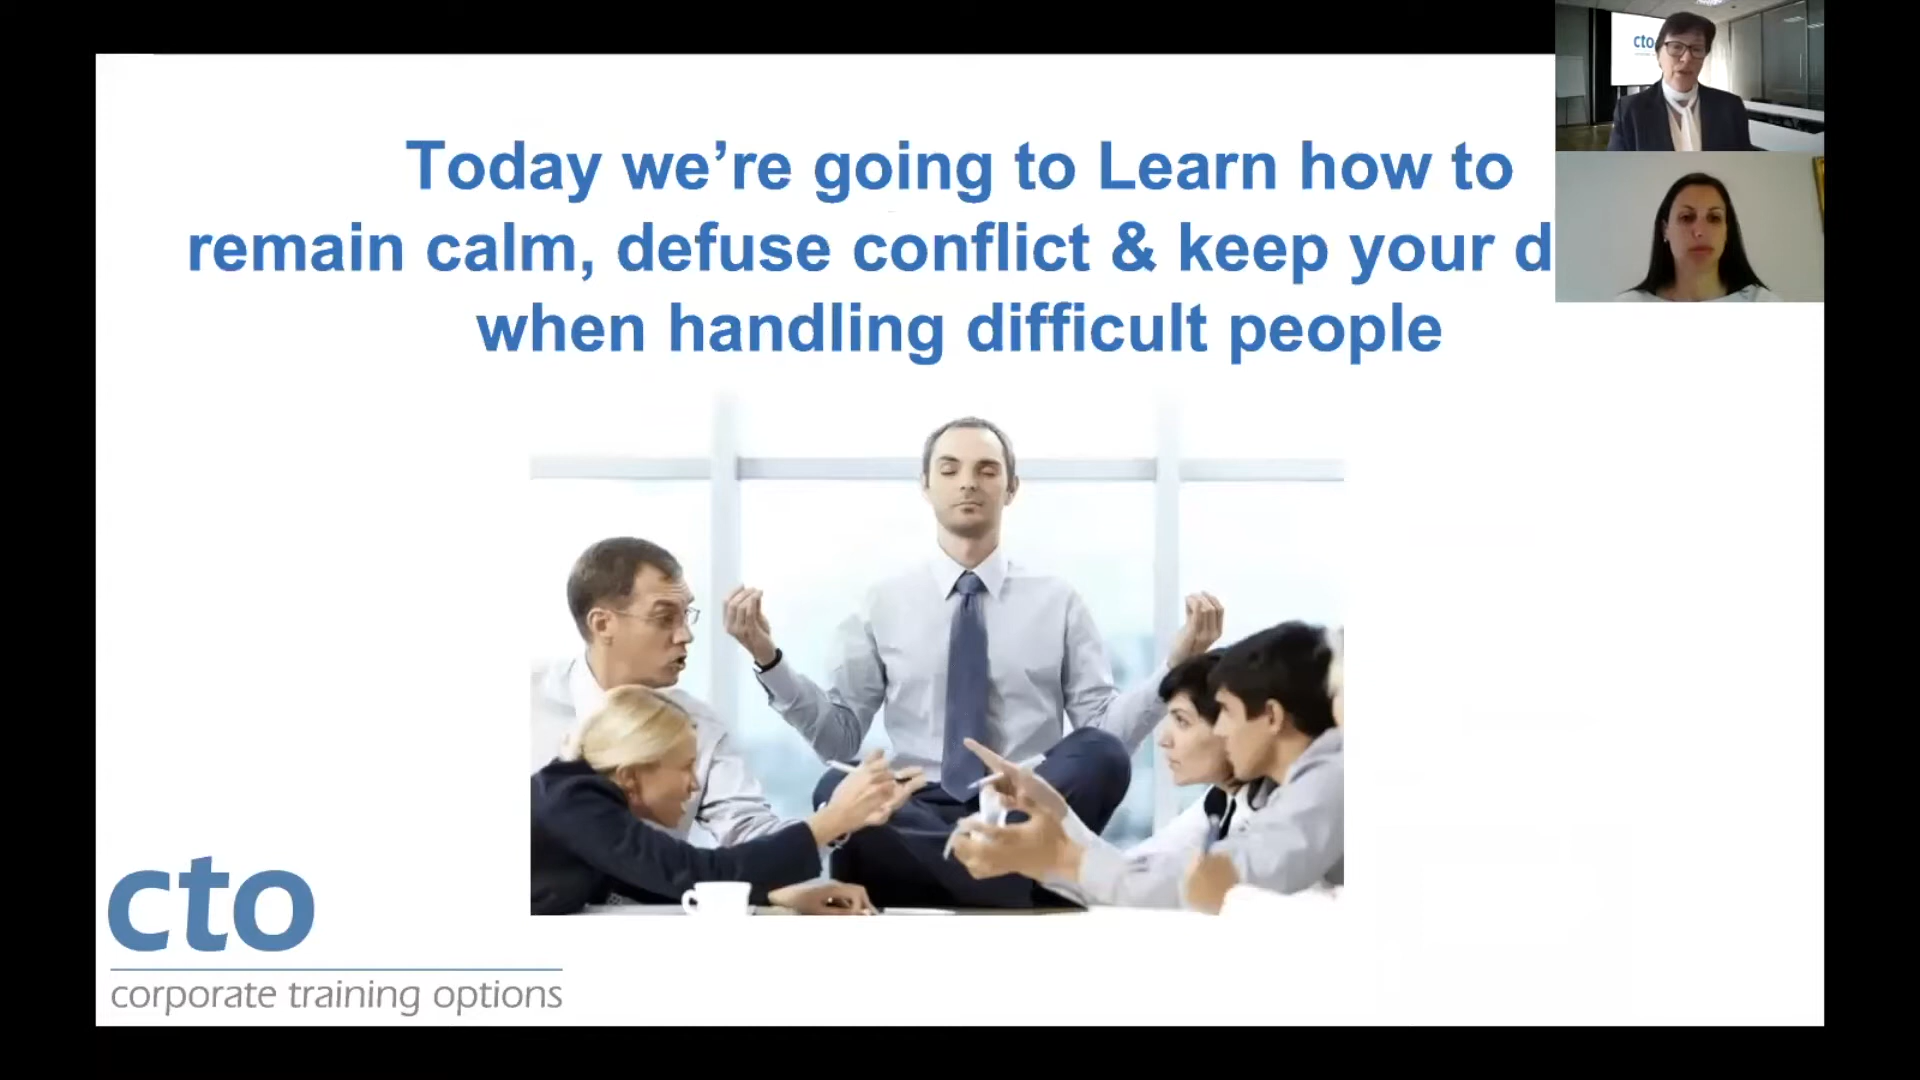 Today we’re going to Learn how to
remain calm, defuse conflict & keep your
when handling difficult people
cto
corporate training options
cto